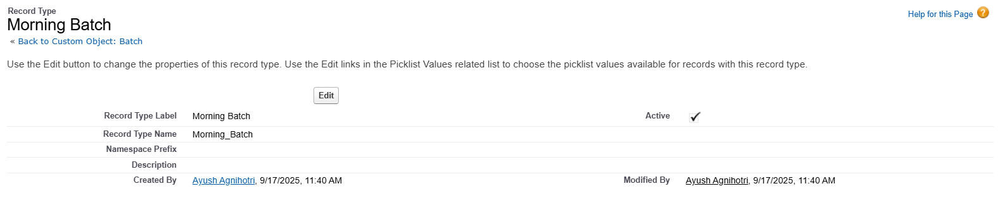 Record Type
Morning Batch
« Back to Custom Object: Batch
Help for this Page ?
Use the Edit button to change the properties of this record type. Use the Edit links in the Picklist Values related list to choose the picklist values available for records with this record type.
Edit
Record Type Label Morning Batch Active
Record Type Name Morning_Batch
Namespace Prefix
Description
Created By Ayush Agnihotri, 9/17/2025, 11:40 AM Modified By Ayush Agnihotri, 9/17/2025, 11:40 AM